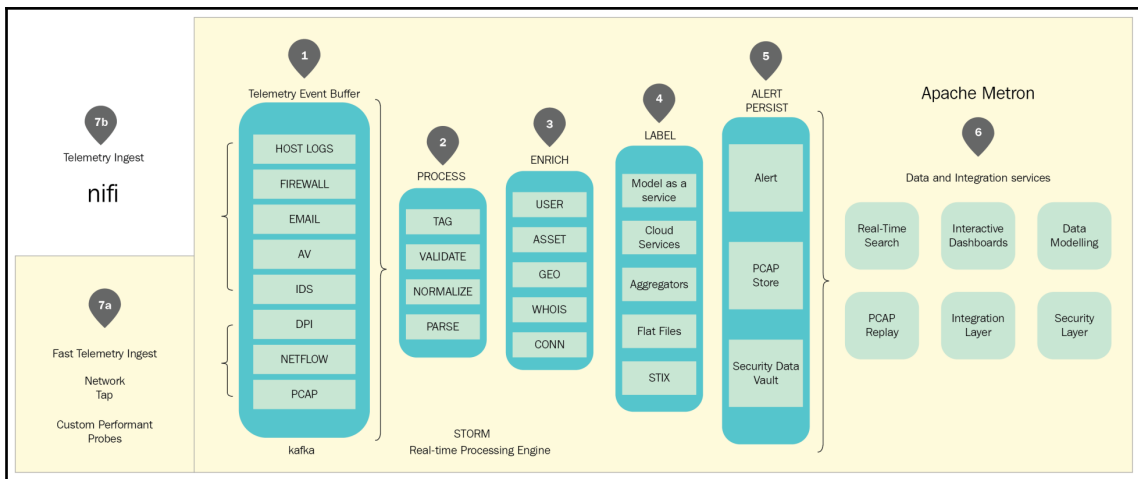 7b
Telemetry Ingest
nifi
7a
Fast Telemetry Ingest
Network
Tap
Custom Performant
Probes
1
Telemetry Event Buffer
HOST LOGS
FIREWALL
EMAIL
AV
IDS
DPI
NETFLOW
PCAP
kafka
2
PROCESS
TAG
VALIDATE
NORMALIZE
PARSE
3
ENRICH
USER
ASSET
GEO
WHOIS
CONN
STORM
Real-time Processing Engine
4
LABEL
Model as a
service
Cloud
Services
Aggregators
Flat Files
STIX
5
ALERT
PERSIST
Alert
PCAP
Store
Security Data
Vault
Apache Metron
6
Data and Integration services
Real-Time
Search
Interactive
Dashboards
Data
Modelling
PCAP
Replay
Integration
Layer
Security
Layer